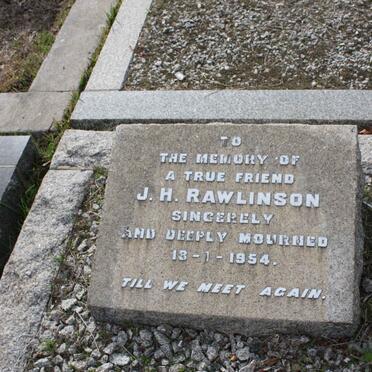 TO
THE MEMORY OF
A TRUE FRIEND
J. H. RAWLINSON
SINCERELY
AND DEEPLY MOURNED
13-1-1954.
TILL WE MEET AGAIN.